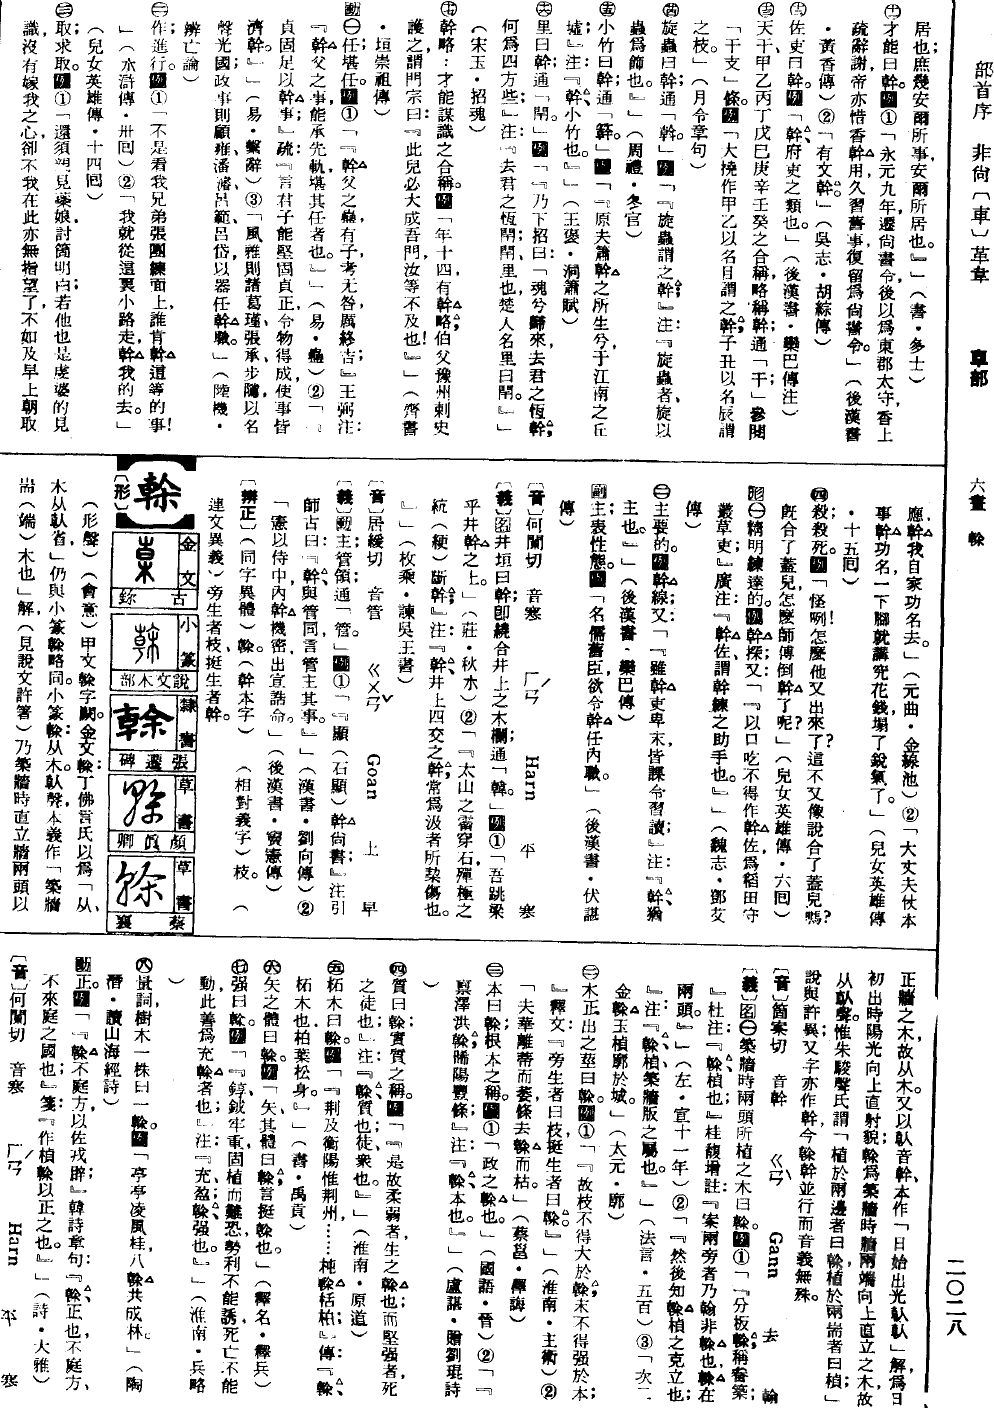 部首序 非尙〔車〕革韋 韋部 六畫 榦 二〇二八
居也庶幾安爾所事安爾所居也。』」(書・多士)
㊉才能曰幹。例①「永元九年遷尙書令後以爲東郡太守香上
疏辭謝帝亦惜香幹用久習舊事復留爲尙書令。」(後漢書
・黃香傳)②「有文幹。」(吳志・胡綜傳)
佐吏曰幹。例「幹府吏之類也。」(後漢書・欒巴傳注)
天干甲乙丙丁戊己庚辛壬癸之合稱略稱幹通「干」參閱
「干支」條。例「大撓作甲乙以名日謂之幹;作子丑以名辰謂
之枝。」(月令章句)
旋蟲曰幹通「榦。」例「『旋蟲謂之幹』注:『旋蟲者旋以
蟲爲飾也。』」(周禮・冬官)
小竹曰幹;通「簳。」例「『原夫簫幹之所生兮于江南之丘
墟。』注:『幹小竹也。』」(王褒・洞簫賦)
里曰幹;通「閈。」例「『乃下招曰:「魂兮歸來去君之恆幹;
何爲四方些。』注:『去君之恆閈;閈里也楚人名里曰閈。』」
(宋玉・招魂)
幹略:才能謀識之合稱。例「年十四有幹略;伯父豫州刺史
護之謂門宗曰:『此兒必大成吾門汝等不及也!』」(齊書
・垣崇祖傳)
動㊀任堪任。例①「『幹父之蠱有子考无咎厲終吉』王弼注:
『幹父之事能承先軌堪其任者也。』」(易・蠱)②「『
貞固足以幹事』疏『言君子能堅固貞正令物得成使事皆
濟幹。』」(易・繫辭)③「風雅則諸葛瑾張承步隲以名
聲光國政事則顧雍潘濬呂範呂岱以器任幹職。」(陸機・
辨亡論)
㊁作進行。例①「不是看我兄弟張團練面上誰肯幹這等的事!
」(水滸傳・卅回)②「我就從這裏小路走幹我的去。」
(兒女英雄傳・十四回)
㊂取求取。例①「還須明見藥娘討箇明白若他也是虔婆的見
識沒有嫁我之心卻不我在此亦無指望了不如及早上朝取
應幹我自家功名去。」(元曲・金線池)②「大丈夫仗本
事幹功名一下腳就講究花錢塌了銳氣了。」(兒女英雄傳
・十五回)
㊃殺殺死。例「怪咧怎麼他又出來了?這不又像說合了蓋兒嗎?
旣合了蓋兒怎麼師傅倒幹了呢?」(兒女英雄傳・六回)
形㊀精明練達的。例幹探又「『以口吃不得作幹佐爲稻田守
叢草吏;』廣注:『幹佐謂幹練之助手也。』」(魏志・鄧艾
傳)
㊁主要的。例幹線又「『雖幹吏卑末皆課令習讀;』注:『幹猶
主也。』」(後漢書・欒巴傳)
副主表性態。例「名儒舊臣欲令幹任內職。」(後漢書・伏湛
傳)
〔音〕何闌切 音寒 ㄏㄢˊ Harn 平 寒
〔義〕名井垣曰幹即繞合井上之木欄;通「韓。」例①「吾跳梁
乎井幹之上。」(莊・秋水)②「『太山之霤穿石殫極之
統(綆)斷幹;』注:『幹井上四交之幹;常爲汲者所契傷也。
』」(枚乘・諫吳王書)
〔音〕居緩切 音管 ㄍㄨㄢˇ Goan 上 旱
〔義〕動主管領通「管。」例①「『顯(石顯)幹尙書』注引
師古曰:『幹與管同言管主其事。』」(漢書・劉向傳)②
「憲以侍中內幹機密出宣誥命。」(後漢書・竇憲傳)
〔辨正〕(同字異體)榦。(幹本字) (相對義字)枝。 (
連文異義)旁生者枝挺生者幹。
榦
〔形〕
金文 古鉨
小篆 說文木部
隸書 張遷碑
草書 顏眞卿
草書 蔡襄
(形聲)(會意)甲文榦字闕。金文榦丁佛言氏以爲「从
木从倝省」仍與小篆榦略同。小篆榦:从木倝聲本義作「築牆
耑(端)木也」解,(見說文許箸)乃築牆時直立牆兩頭以
正牆之木故从木。又以倝音幹本作「日始出光倝倝」解爲日
初出時陽光向上直射貌;榦爲築牆時牆兩端向上直立之木故
从倝聲。惟朱駿聲氏謂「植於兩邊者曰榦植於兩耑者曰楨;」
說與許異又字亦作幹今榦幹並行而音義無殊。
〔音〕箇案切 音幹 ㄍㄢˋ Gann 去 翰
〔義〕名㊀築牆時兩頭所植之木曰榦。例①「『分板榦;稱畚築;
』杜注:『榦楨也。』桂馥增註『案兩旁者乃翰非榦也榦在
兩頭。』」(左・宣十一年)②「『然後知榦楨之克立也;
』注:『榦楨築牆版之屬也。』」(法言・五百)③「次二
金榦玉楨廓於城。」(太元・廓)
㊁木正出之莖曰榦。例①「『故枝不得大於榦;末不得强於本;
』釋文:『旁生者曰枝挺生者曰榦。』」(淮南・主術)②
「夫華離蒂而萎條去榦而枯。」(蔡邕・釋誨)
㊂本曰榦;根本之稱。例①「政之榦也。」(國語・晉)②「『
禀澤洪榦晞陽豐條;』注:『榦本也。』」(盧諶・贈劉琨詩
)
㊃質曰榦;實質之稱。例「『是故柔弱者生之榦也;而堅强者,死
之徒也;』注:『榦質也徒衆也。』」(淮南・原道)
㊄柘木曰榦。例「『荆及衡陽惟荆州……杶榦栝柏;』傳『榦
柘木也柏葉松身。』」(書・禹貢)
㊅矢之體曰榦。例「矢其體曰榦言挺榦也。」(釋名・釋兵)
㊆强曰榦。例「『錞鉞牢重固植而難恐勢利不能誘死亡不能
動此善爲充榦者也;』注:『充盈榦强也。』」(淮南・兵略
)
㊇量詞樹木一株曰一榦。例「亭亭凌風桂八榦共成林。」(陶
潛・讀山海經詩)
動正。例「『榦不庭方以佐戎辟;』韓詩章句:『榦正也不庭方,
不來庭之國也。』箋:『作楨榦以正之也。』」(詩・大雅)
〔音〕何闌切 音寒 ㄏㄢˊ Harn 平 寒